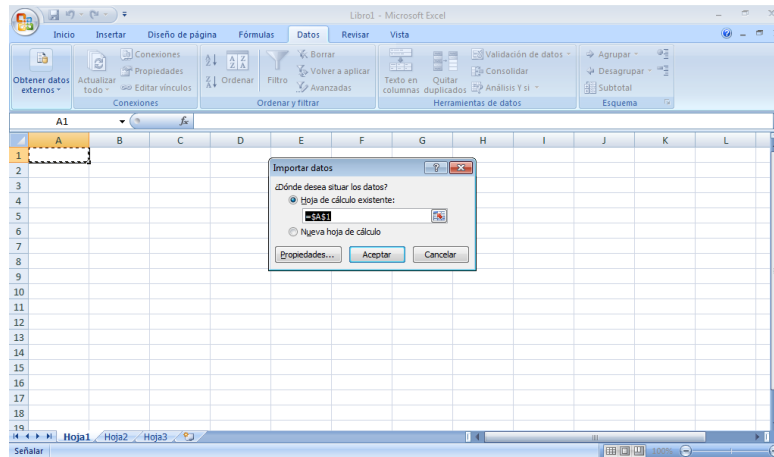 Libro1 - Microsoft Excel
Inicio Insertar Diseño de página Fórmulas Datos Revisar Vista
Obtener datos externos
Actualizar todo
Conexiones
Propiedades
Editar vínculos
Conexiones
Ordenar
Filtro
Borrar
Volver a aplicar
Avanzadas
Ordenar y filtrar
Texto en columnas
Quitar duplicados
Validación de datos
Consolidar
Análisis Y si
Herramientas de datos
Agrupar
Desagrupar
Subtotal
Esquema
A1 fx
A B C D E F G H I J K L
1
2
3
4
5
6
7
8
9
10
11
12
13
14
15
16
17
18
19
Importar datos
¿Dónde desea situar los datos?
Hoja de cálculo existente:
=$A$1
Nueva hoja de cálculo
Propiedades... Aceptar Cancelar
Hoja1 Hoja2 Hoja3
Señalar 100%